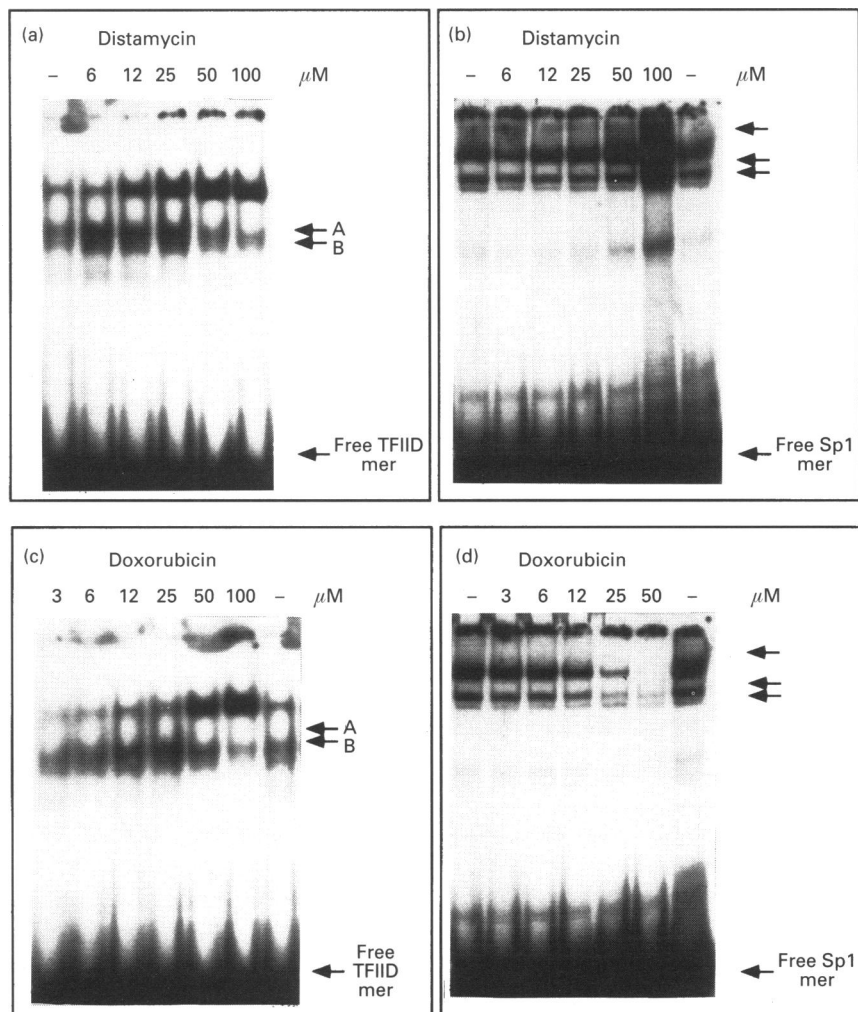 (a) Distamycin
– 6 12 25 50 100 μM
A
B
Free TFIID
mer
(b) Distamycin
– 6 12 25 50 100 –
Free Sp1
mer
(c) Doxorubicin
3 6 12 25 50 100 – μM
A
B
Free
TFIID
mer
(d) Doxorubicin
– 3 6 12 25 50 –
Free Sp1
mer